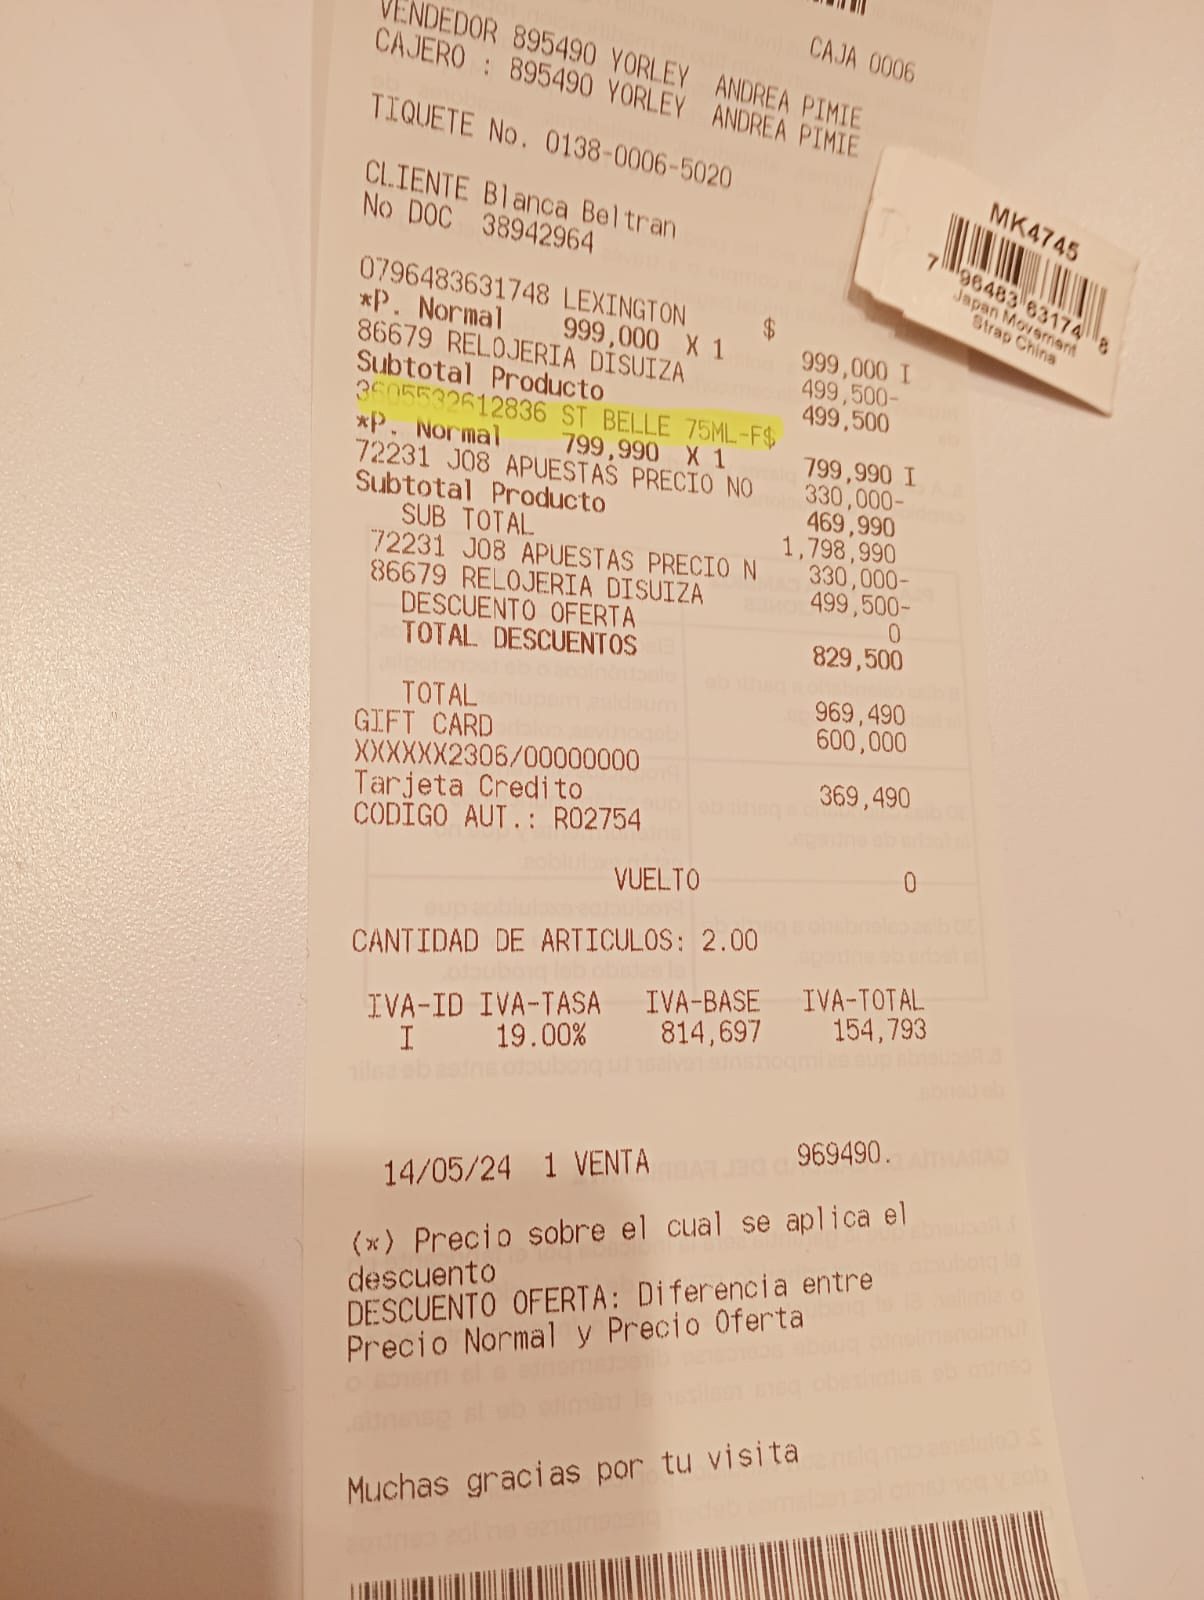 CAJA 0006
VENDEDOR 895490 YORLEY ANDREA PIMIE
CAJERO : 895490 YORLEY ANDREA PIMIE
TIQUETE No. 0138-0006-5020
CLIENTE Blanca Beltran
No DOC 38942964
0796483631748 LEXINGTON $
*P. Normal 999,000 X 1 999,000 I
86679 RELOJERIA DISUIZA 499,500-
Subtotal Producto 499,500
3605532612836 ST BELLE 75ML-F$
*P. Normal 799,990 X 1 799,990 I
72231 J08 APUESTAS PRECIO NO 330,000-
Subtotal Producto 469,990
SUB TOTAL 1,798,990
72231 J08 APUESTAS PRECIO N 330,000-
86679 RELOJERIA DISUIZA 499,500-
DESCUENTO OFERTA 0
TOTAL DESCUENTOS 829,500
TOTAL 969,490
GIFT CARD 600,000
XXXXXX2306/00000000
Tarjeta Credito 369,490
CODIGO AUT.: R02754
VUELTO 0
CANTIDAD DE ARTICULOS: 2.00
IVA-ID IVA-TASA IVA-BASE IVA-TOTAL
I 19.00% 814,697 154,793
14/05/24 1 VENTA 969490.
(*) Precio sobre el cual se aplica el
descuento
DESCUENTO OFERTA: Diferencia entre
Precio Normal y Precio Oferta
Muchas gracias por tu visita
MK4745
7 96483 63174 8
Japan Movement
Strap China